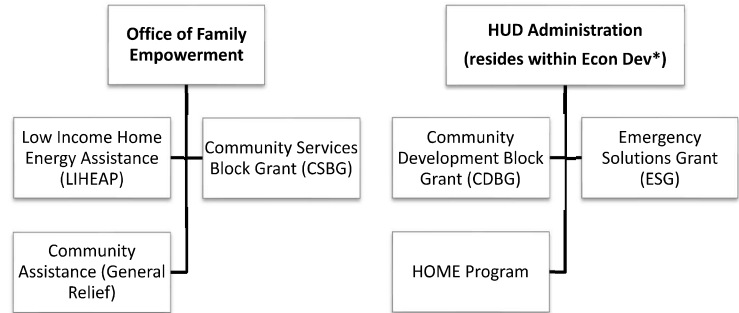 Office of Family
Empowerment
HUD Administration
(resides within Econ Dev*)
Low Income Home
Energy Assistance
(LIHEAP)
Community Services
Block Grant (CSBG)
Community
Development Block
Grant (CDBG)
Emergency
Solutions Grant
(ESG)
Community
Assistance (General
Relief)
HOME Program